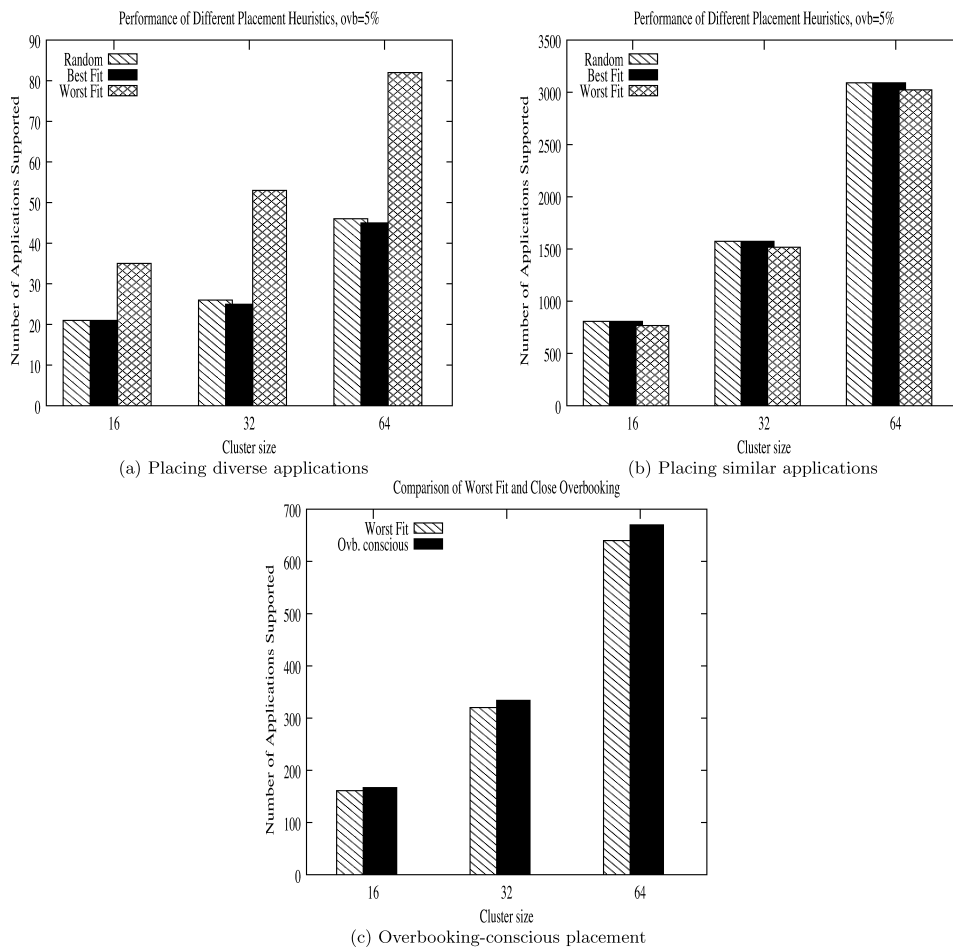 Performance of Different Placement Heuristics, ovb=5%
Number of Applications Supported
90
80
70
60
50
40
30
20
10
0
Random
Best Fit
Worst Fit
16
32
64
Cluster size
(a) Placing diverse applications
Performance of Different Placement Heuristics, ovb=5%
Number of Applications Supported
3500
3000
2500
2000
1500
1000
500
0
Random
Best Fit
Worst Fit
16
32
64
Cluster size
(b) Placing similar applications
Comparison of Worst Fit and Close Overbooking
Number of Applications Supported
700
600
500
400
300
200
100
0
Worst Fit
Ovb. conscious
16
32
64
Cluster size
(c) Overbooking-conscious placement